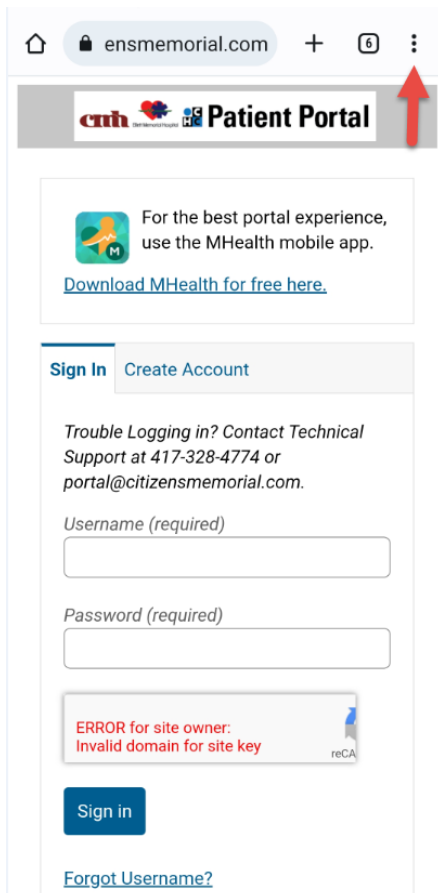 ensmemorial.com + 6
cmh Patient Portal
For the best portal experience,
use the MHealth mobile app.
M
Download MHealth for free here.
Sign In Create Account
Trouble Logging in? Contact Technical
Support at 417-328-4774 or
portal@citizensmemorial.com.
Username (required)
Password (required)
ERROR for site owner:
Invalid domain for site key
reCA
Sign in
Forgot Username?